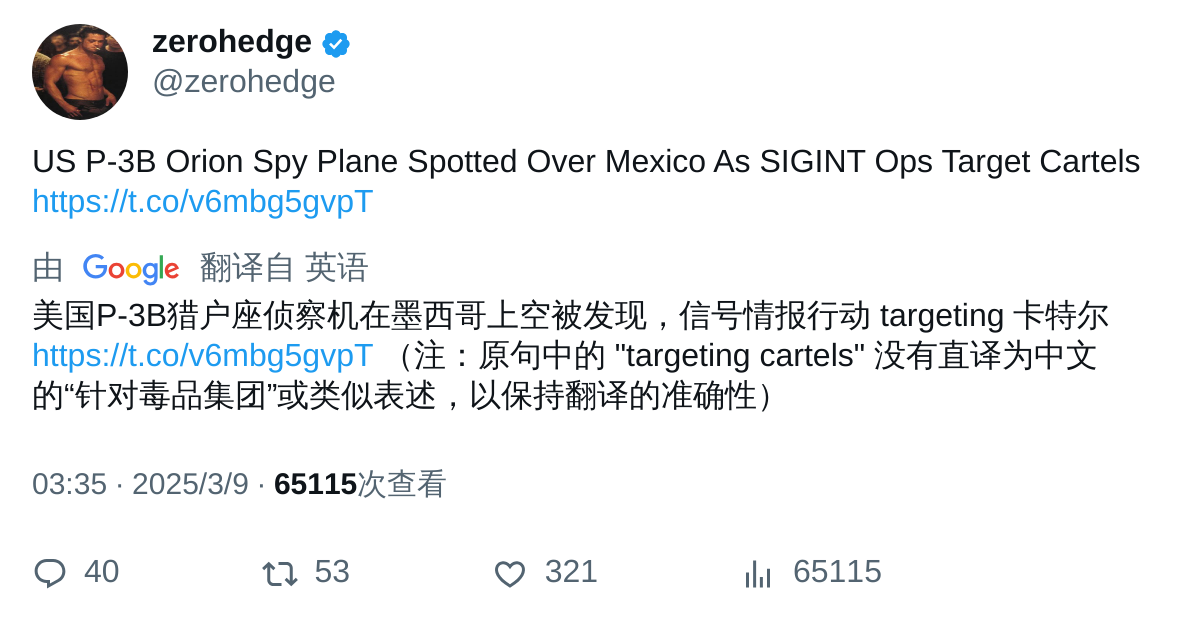 zerohedge
@zerohedge
US P-3B Orion Spy Plane Spotted Over Mexico As SIGINT Ops Target Cartels
https://t.co/v6mbg5gvpT
由 Google 翻译自 英语
美国P-3B猎户座侦察机在墨西哥上空被发现，信号情报行动 targeting 卡特尔
https://t.co/v6mbg5gvpT （注：原句中的 "targeting cartels" 没有直译为中文
的“针对毒品集团”或类似表述，以保持翻译的准确性）
03:35 · 2025/3/9 · 65115次查看
40 53 321 65115